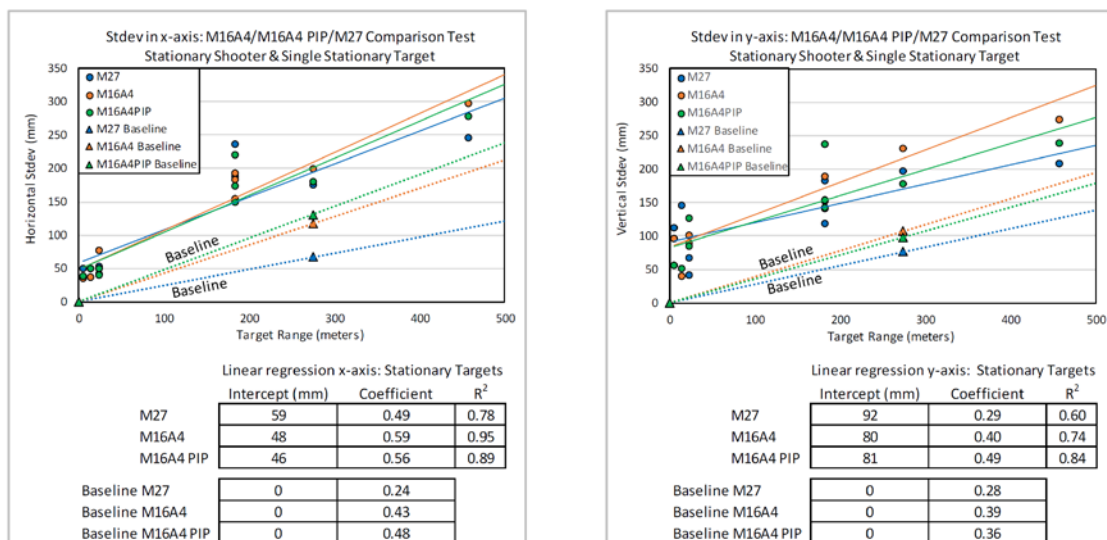 Stdev in x-axis: M16A4/M16A4 PIP/M27 Comparison Test
Stationary Shooter & Single Stationary Target
350
300
250
200
150
100
50
0
Horizontal Stdev (mm)
M27
M16A4
M16A4PIP
M27 Baseline
M16A4 Baseline
M16A4PIP Baseline
Baseline
Baseline
0 100 200 300 400 500
Target Range (meters)
Linear regression x-axis: Stationary Targets
Intercept (mm) Coefficient R²
M27 59 0.49 0.78
M16A4 48 0.59 0.95
M16A4 PIP 46 0.56 0.89
Baseline M27 0 0.24
Baseline M16A4 0 0.43
Baseline M16A4 PIP 0 0.48
Stdev in y-axis: M16A4/M16A4 PIP/M27 Comparison Test
Stationary Shooter & Single Stationary Target
350
300
250
200
150
100
50
0
Vertical Stdev (mm)
M27
M16A4
M16A4PIP
M27 Baseline
M16A4 Baseline
M16A4PIP Baseline
Baseline
Baseline
0 100 200 300 400 500
Target Range (meters)
Linear regression y-axis: Stationary Targets
Intercept (mm) Coefficient R²
M27 92 0.29 0.60
M16A4 80 0.40 0.74
M16A4 PIP 81 0.49 0.84
Baseline M27 0 0.28
Baseline M16A4 0 0.39
Baseline M16A4 PIP 0 0.36